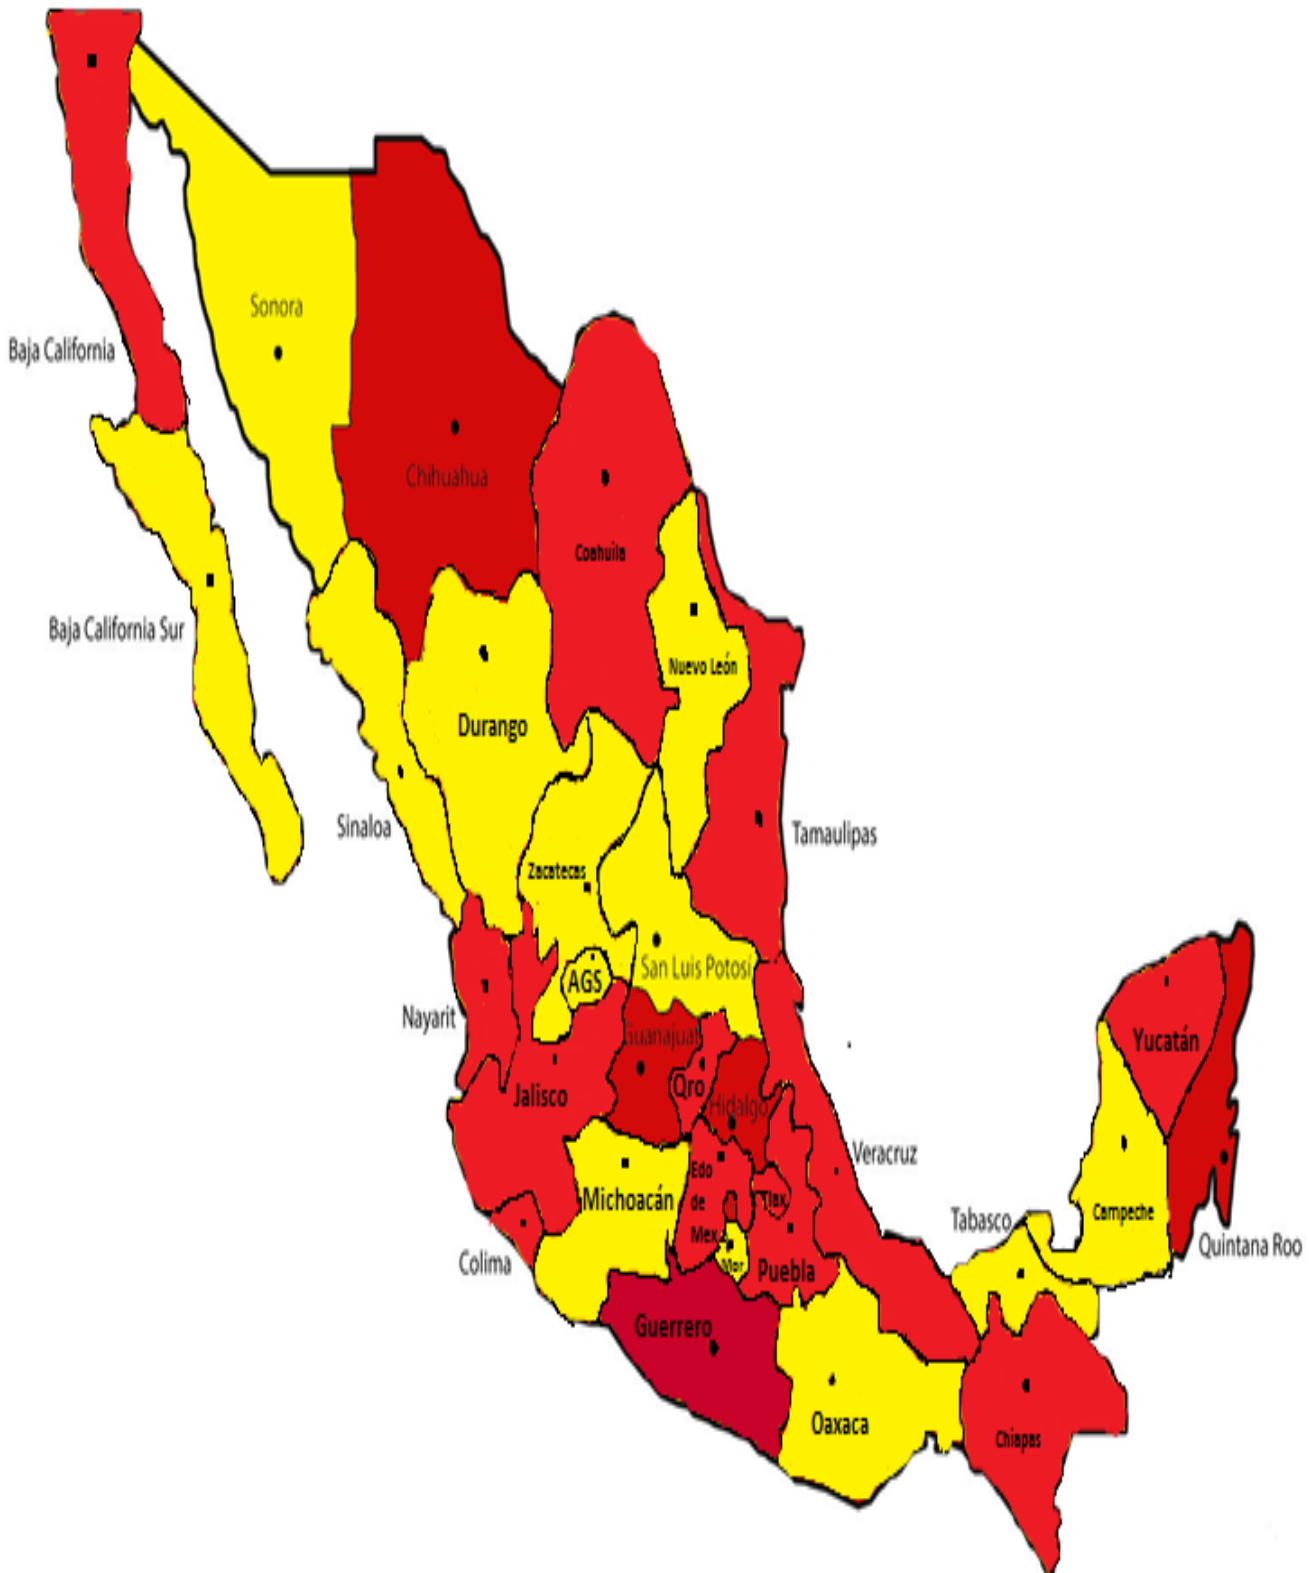 Sonora
Baja California
Chihuahua
Coahuila
Baja California Sur
Nuevo León
Durango
Sinaloa
Tamaulipas
Zacatecas
San Luis Potosí
AGS
Nayarit
Guanajuat
Yucatán
Jalisco
Qro
Hidalgo
Veracruz
Edo
de
Mex
Tlax
Michoacán
Campeche
Tabasco
Quintana Roo
Colima
Mor
Puebla
Guerrero
Oaxaca
Chiapas